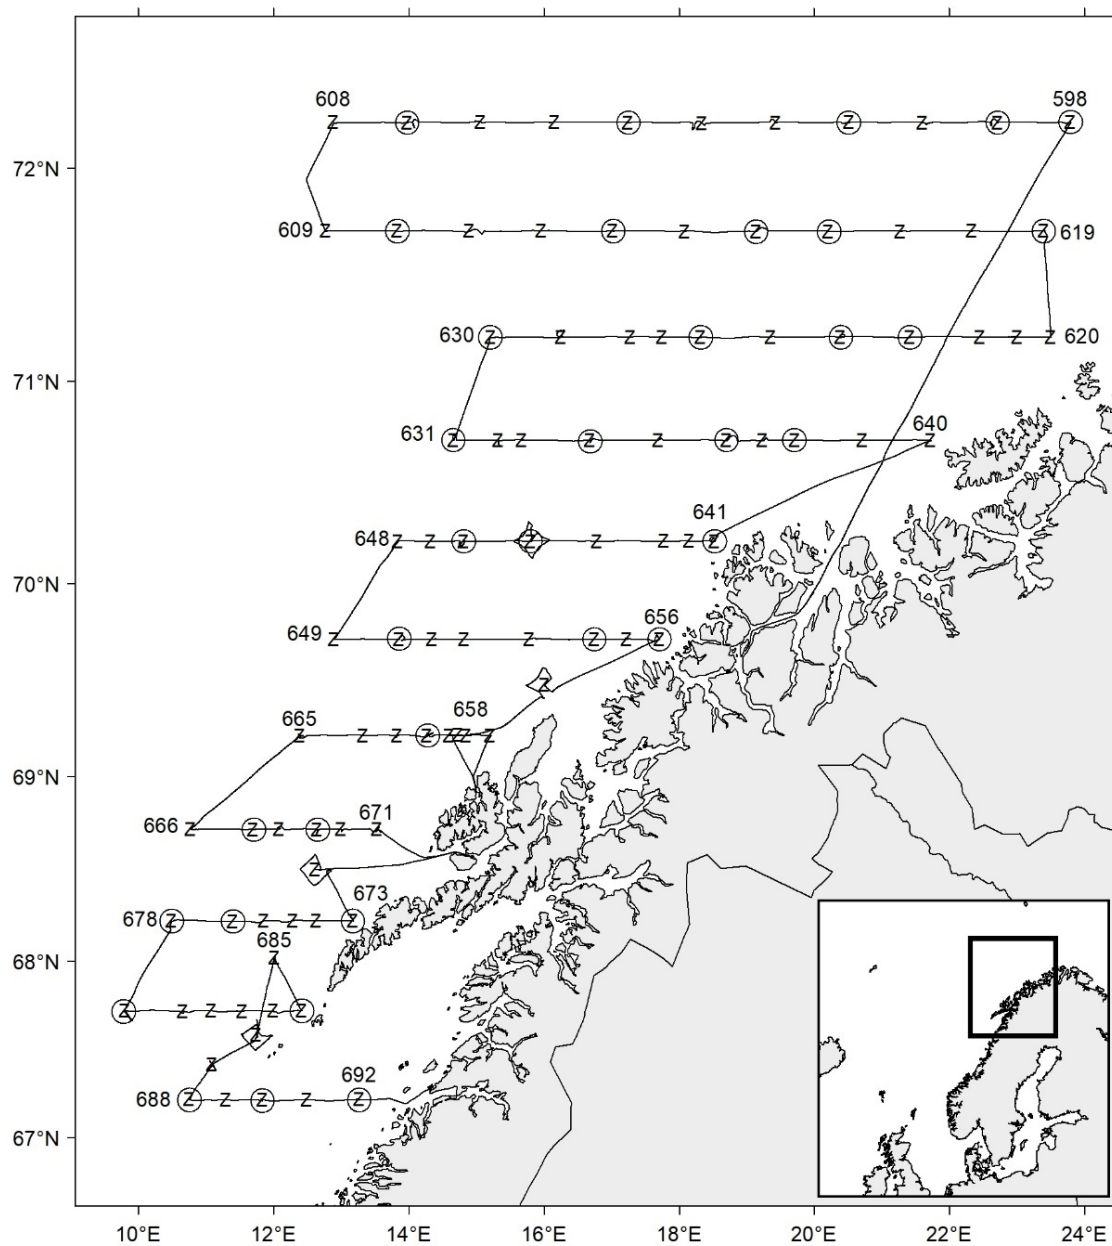 608
598
Z Z Z Z Z Z Z Z Z Z Z
72°N
609 Z Z Z Z Z Z Z Z Z Z Z 619
630 Z Z Z Z Z Z Z Z Z Z Z 620
71°N
631 Z Z Z Z Z Z Z Z Z Z 640
648 Z Z Z Z Z Z Z Z 641
70°N
649 Z Z Z Z Z Z Z Z 656
Z
665 Z Z Z Z Z Z Z Z 658
69°N
666 Z Z Z Z Z Z 671
Z
678 Z Z Z Z Z Z 673
68°N
685
Z
Z Z Z Z Z Z
Z
Z
688 Z Z Z Z Z 692
67°N
10°E 12°E 14°E 16°E 18°E 20°E 22°E 24°E